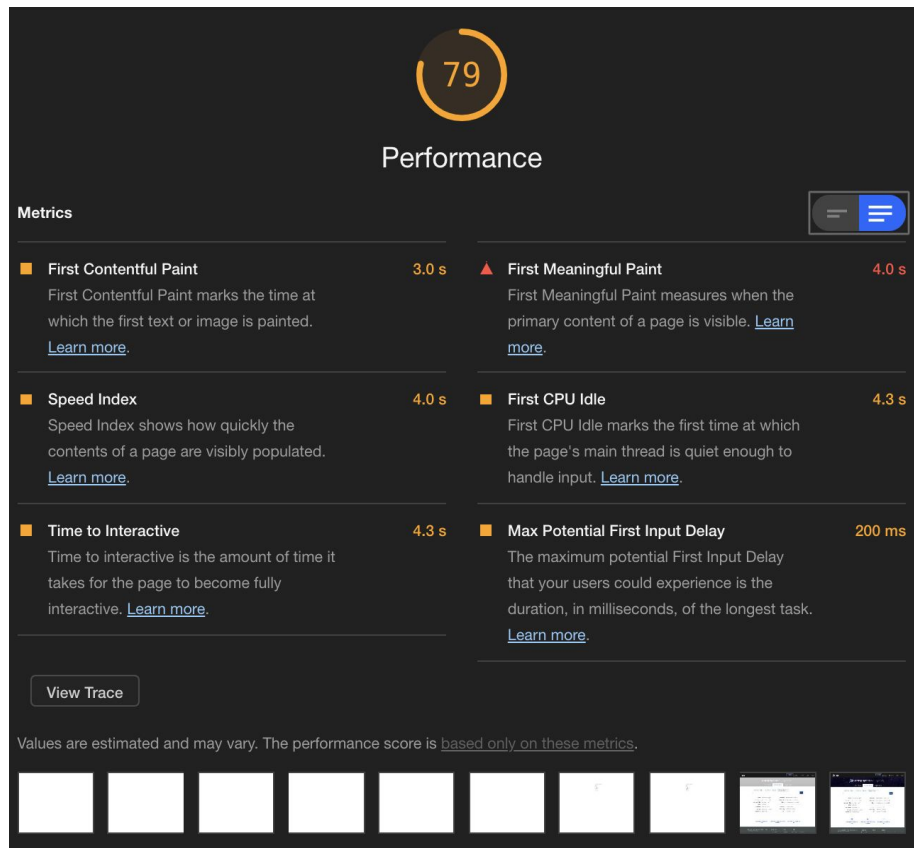 79
Performance
Metrics
First Contentful Paint
3.0 s
First Contentful Paint marks the time at
which the first text or image is painted.
Learn more.
First Meaningful Paint
4.0 s
First Meaningful Paint measures when the
primary content of a page is visible. Learn
more.
Speed Index
4.0 s
Speed Index shows how quickly the
contents of a page are visibly populated.
Learn more.
First CPU Idle
4.3 s
First CPU Idle marks the first time at which
the page's main thread is quiet enough to
handle input. Learn more.
Time to Interactive
4.3 s
Time to interactive is the amount of time it
takes for the page to become fully
interactive. Learn more.
Max Potential First Input Delay
200 ms
The maximum potential First Input Delay
that your users could experience is the
duration, in milliseconds, of the longest task.
Learn more.
View Trace
Values are estimated and may vary. The performance score is based only on these metrics.